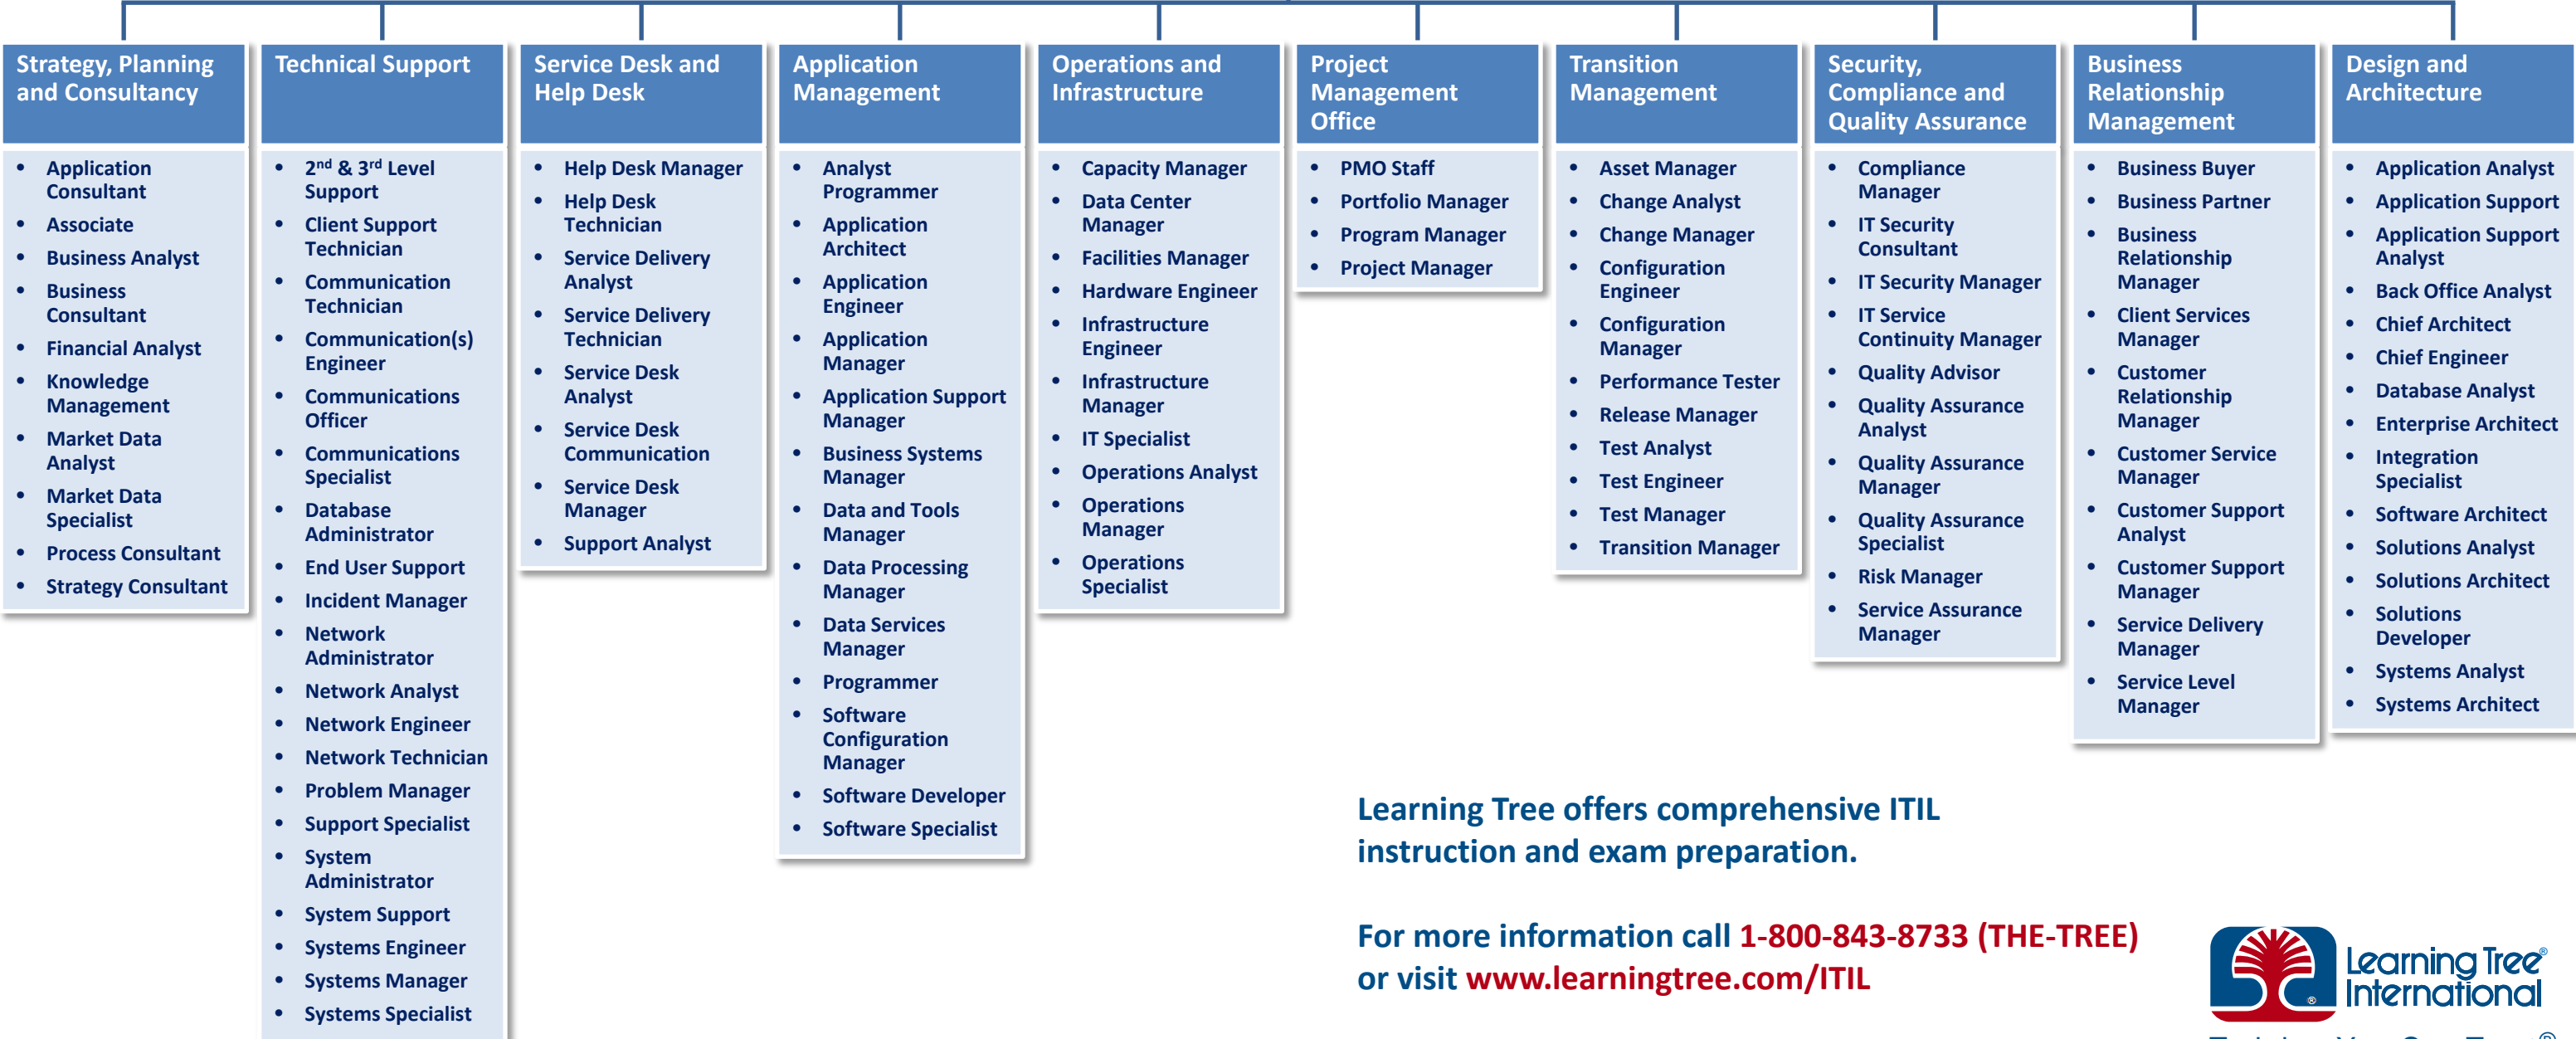 Strategy, Planning
and Consultancy
• Application
Consultant
• Associate
• Business Analyst
• Business
Consultant
• Financial Analyst
• Knowledge
Management
• Market Data
Analyst
• Market Data
Specialist
• Process Consultant
• Strategy Consultant
Technical Support
• 2nd & 3rd Level
Support
• Client Support
Technician
• Communication
Technician
• Communication(s)
Engineer
• Communications
Officer
• Communications
Specialist
• Database
Administrator
• End User Support
• Incident Manager
• Network
Administrator
• Network Analyst
• Network Engineer
• Network Technician
• Problem Manager
• Support Specialist
• System
Administrator
• System Support
• Systems Engineer
• Systems Manager
• Systems Specialist
Service Desk and
Help Desk
• Help Desk Manager
• Help Desk
Technician
• Service Delivery
Analyst
• Service Delivery
Technician
• Service Desk
Analyst
• Service Desk
Communication
• Service Desk
Manager
• Support Analyst
Application
Management
• Analyst
Programmer
• Application
Architect
• Application
Engineer
• Application
Manager
• Application Support
Manager
• Business Systems
Manager
• Data and Tools
Manager
• Data Processing
Manager
• Data Services
Manager
• Programmer
• Software
Configuration
Manager
• Software Developer
• Software Specialist
Operations and
Infrastructure
• Capacity Manager
• Data Center
Manager
• Facilities Manager
• Hardware Engineer
• Infrastructure
Engineer
• Infrastructure
Manager
• IT Specialist
• Operations Analyst
• Operations
Manager
• Operations
Specialist
Project
Management
Office
• PMO Staff
• Portfolio Manager
• Program Manager
• Project Manager
Transition
Management
• Asset Manager
• Change Analyst
• Change Manager
• Configuration
Engineer
• Configuration
Manager
• Performance Tester
• Release Manager
• Test Analyst
• Test Engineer
• Test Manager
• Transition Manager
Security,
Compliance and
Quality Assurance
• Compliance
Manager
• IT Security
Consultant
• IT Security Manager
• IT Service
Continuity Manager
• Quality Advisor
• Quality Assurance
Analyst
• Quality Assurance
Manager
• Quality Assurance
Specialist
• Risk Manager
• Service Assurance
Manager
Business
Relationship
Management
• Business Buyer
• Business Partner
• Business
Relationship
Manager
• Client Services
Manager
• Customer
Relationship
Manager
• Customer Service
Manager
• Customer Support
Analyst
• Customer Support
Manager
• Service Delivery
Manager
• Service Level
Manager
Design and
Architecture
• Application Analyst
• Application Support
• Application Support
Analyst
• Back Office Analyst
• Chief Architect
• Chief Engineer
• Database Analyst
• Enterprise Architect
• Integration
Specialist
• Software Architect
• Solutions Analyst
• Solutions Architect
• Solutions
Developer
• Systems Analyst
• Systems Architect
Learning Tree offers comprehensive ITIL
instruction and exam preparation.
For more information call 1-800-843-8733 (THE-TREE)
or visit www.learningtree.com/ITIL
Learning Tree®
International
®